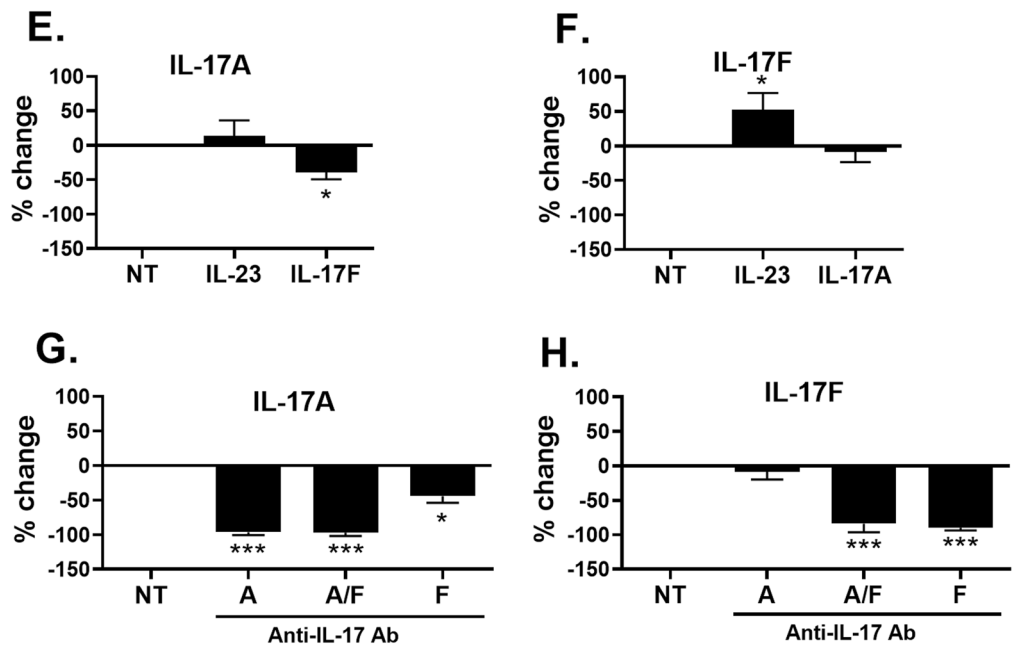 E.
IL-17A
% change
100
50
0
-50
-100
-150
*
NT IL-23 IL-17F
F.
IL-17F
% change
100
50
0
-50
-100
-150
*
NT IL-23 IL-17A
G.
IL-17A
% change
100
50
0
-50
-100
-150
*** *** *
NT A A/F F
Anti-IL-17 Ab
H.
IL-17F
% change
100
50
0
-50
-100
-150
*** ***
NT A A/F F
Anti-IL-17 Ab